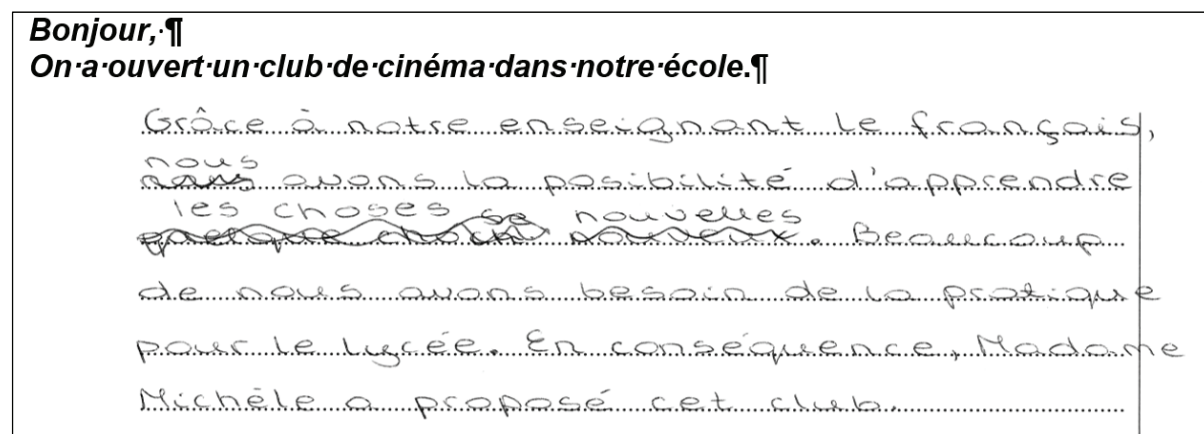 Bonjour,·¶
On·a·ouvert·un·club·de·cinéma·dans·notre·école.¶
Grâce à notre enseignant le français,
nous
avons la posibilité d'apprendre
les choses nouvelles
. Beaucoup
de nous avons besoin de la pratique
pour le lycée. En conséquence, Madame
Michèle a proposé cet club.